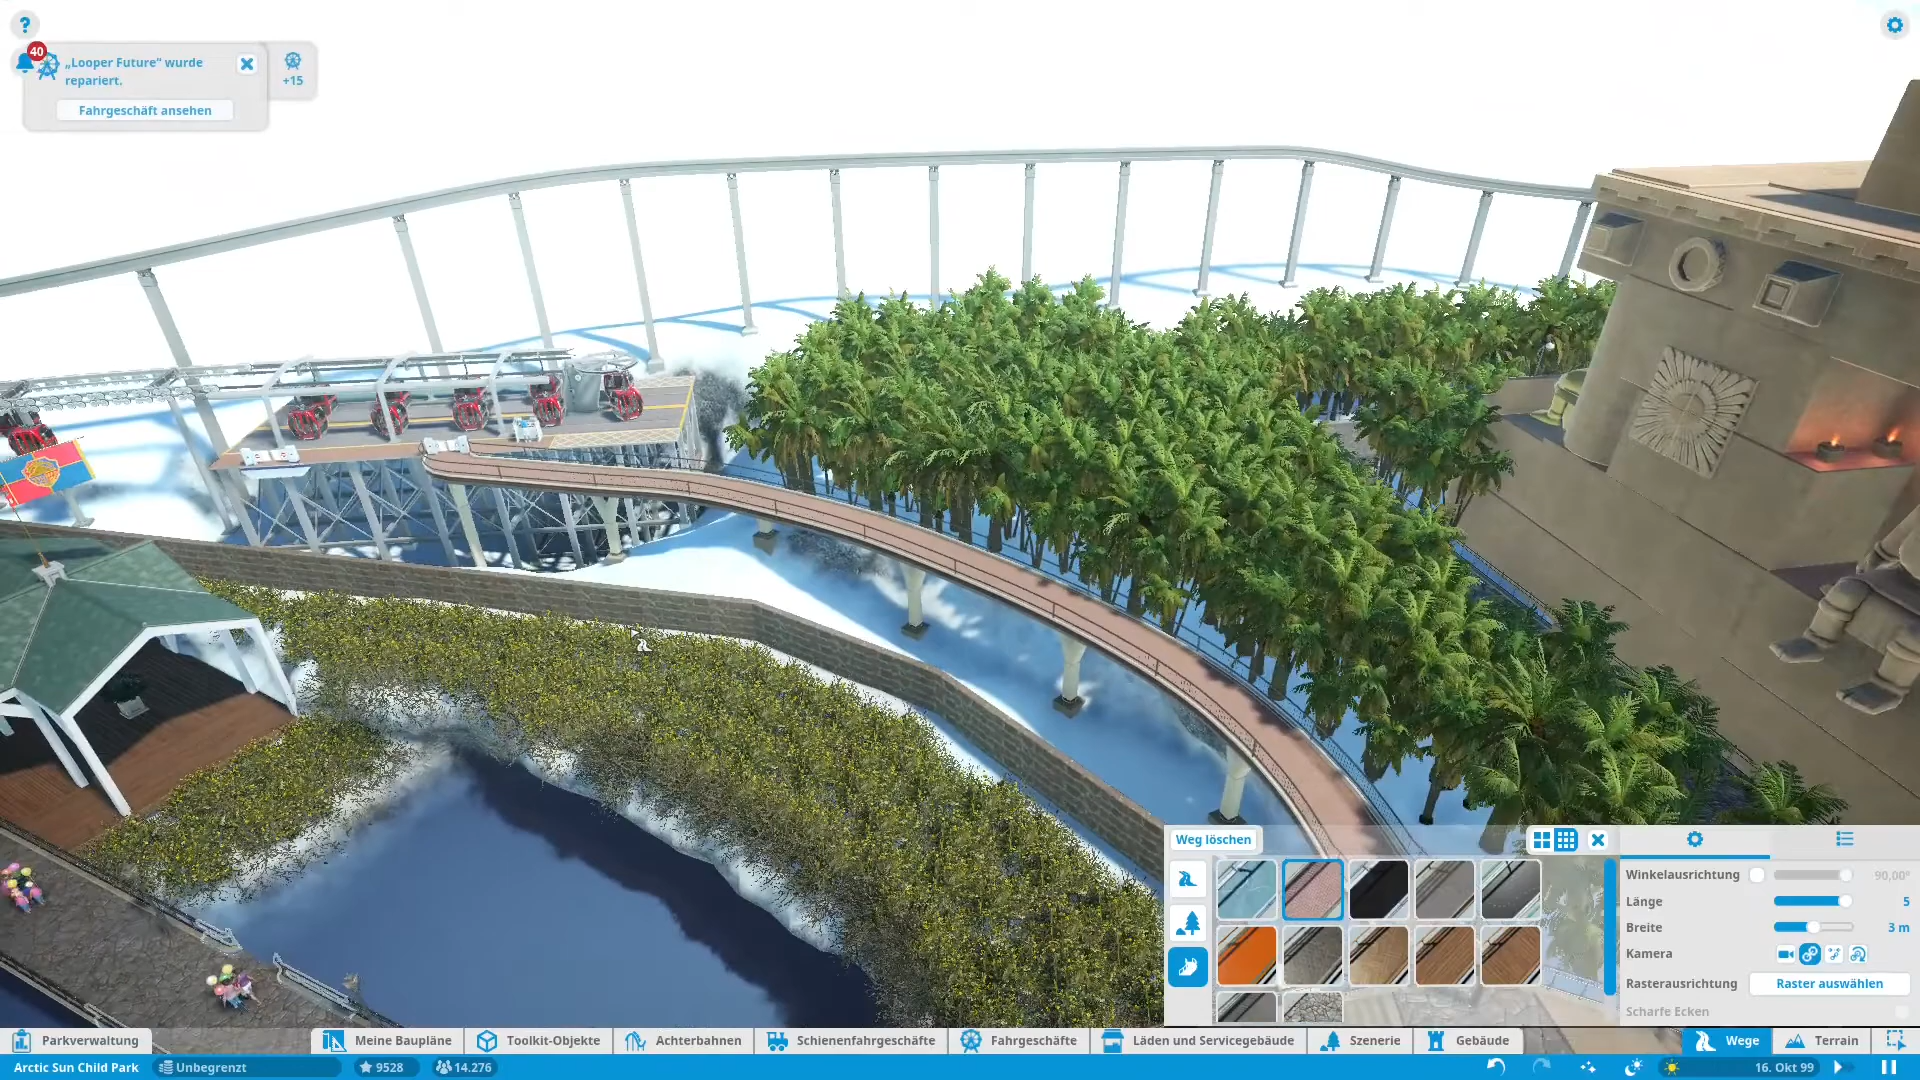 ?
40
„Looper Future" wurde
repariert.
+15
Fahrgeschäft ansehen
Weg löschen
Winkelausrichtung 90,00°
Länge 5
Breite 3 m
Kamera
Rasterausrichtung Raster auswählen
Scharfe Ecken
Parkverwaltung
Meine Baupläne
Toolkit-Objekte
Achterbahnen
Schienenfahrgeschäfte
Fahrgeschäfte
Läden und Servicegebäude
Szenerie
Gebäude
Wege
Terrain
Arctic Sun Child Park
Unbegrenzt
9528
14.276
16. Okt 99